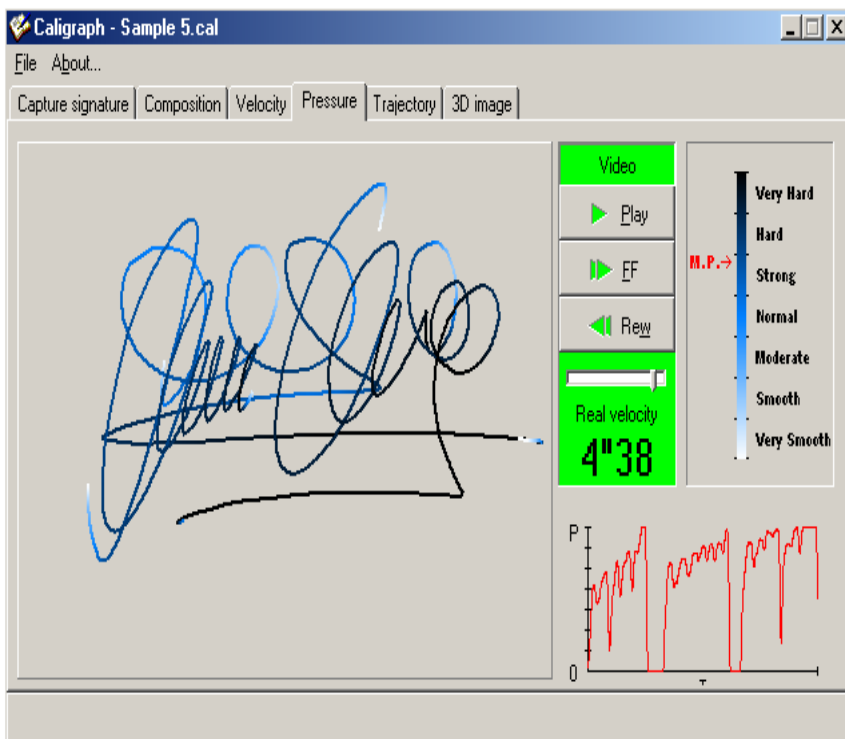 Caligraph - Sample 5.cal
File About...
Capture signature Composition Velocity Pressure Trajectory 3D image
Video
Play
FF
Rew
Real velocity
4"38
Very Hard
Hard
M.P.→
Strong
Normal
Moderate
Smooth
Very Smooth
P
0
T